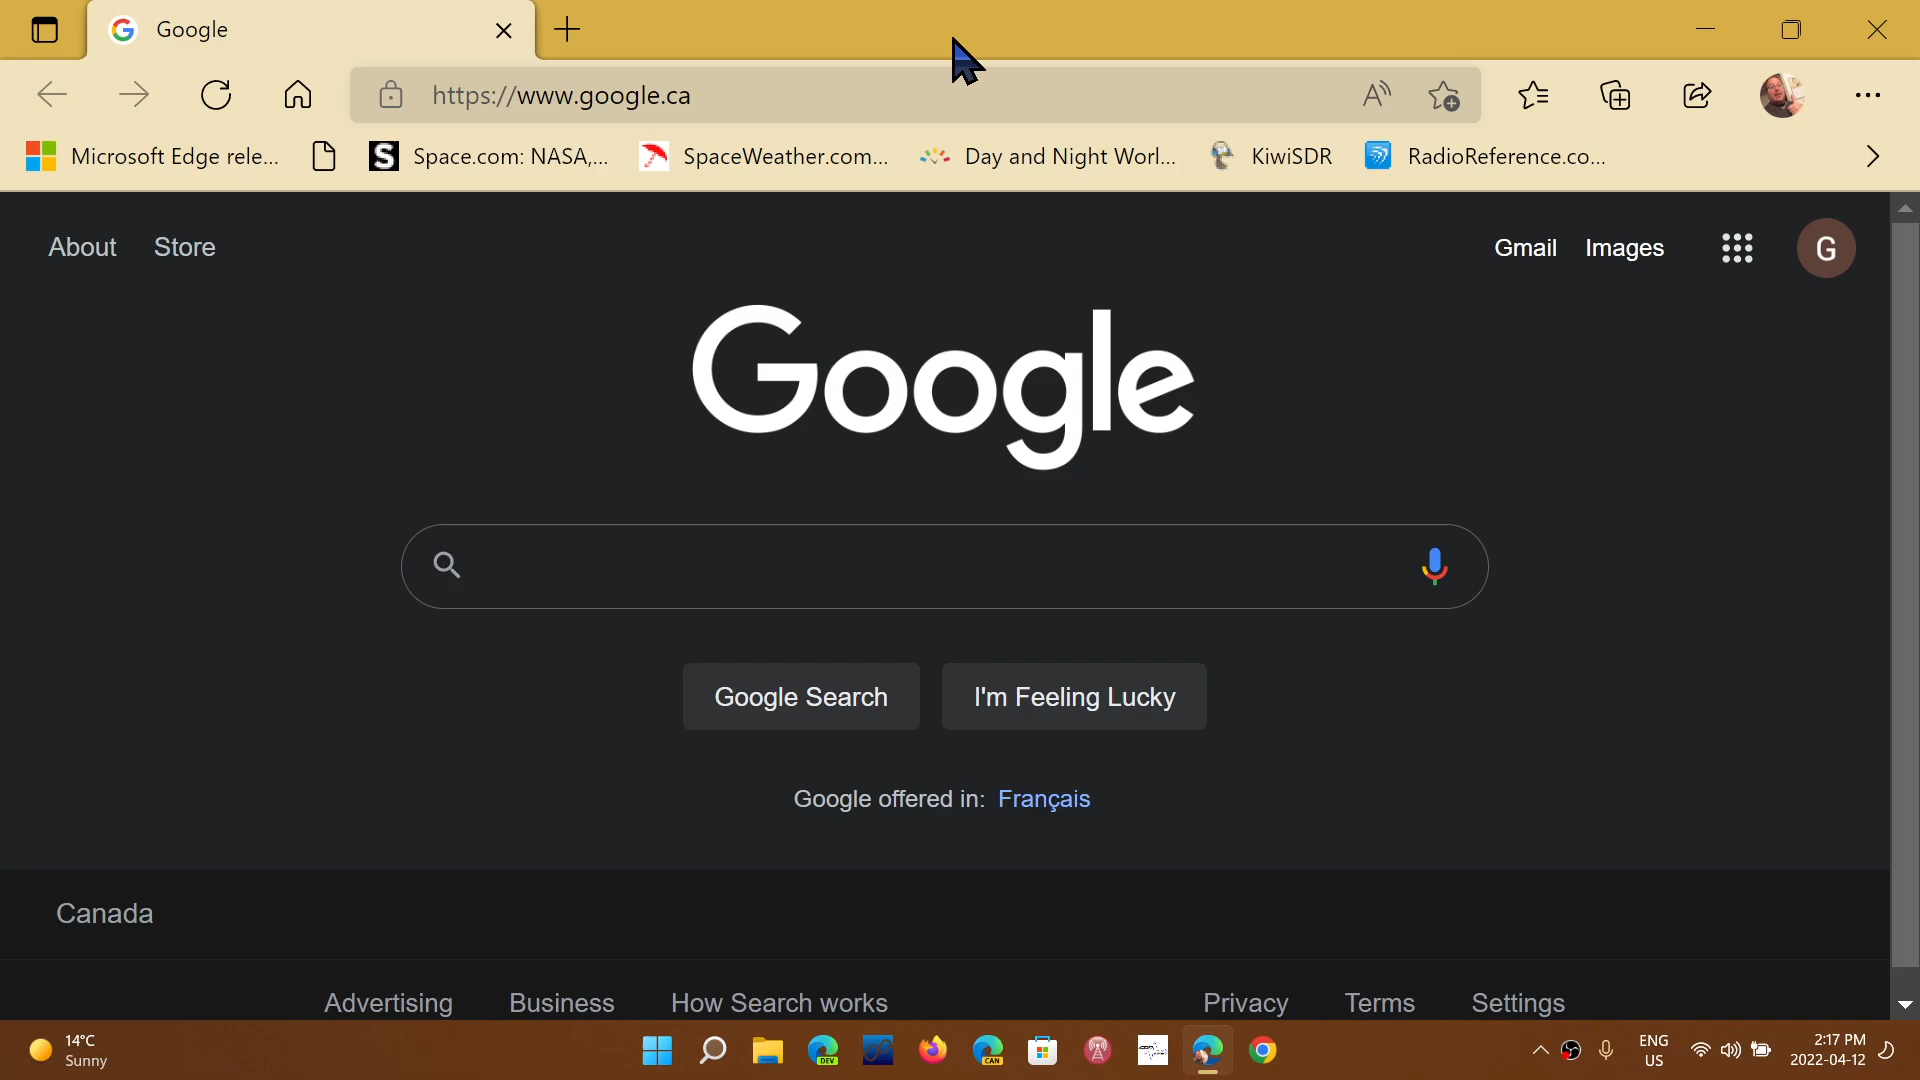 Google
https://www.google.ca
Microsoft Edge rele...
S Space.com: NASA,...
SpaceWeather.com...
Day and Night Worl...
KiwiSDR
RadioReference.co...
About Store
Gmail Images
G
Google
Google Search
I'm Feeling Lucky
Google offered in: Français
Canada
Advertising Business How Search works
Privacy Terms Settings
14°C
Sunny
DEV
CAN
ENG
US
2:17 PM
2022-04-12